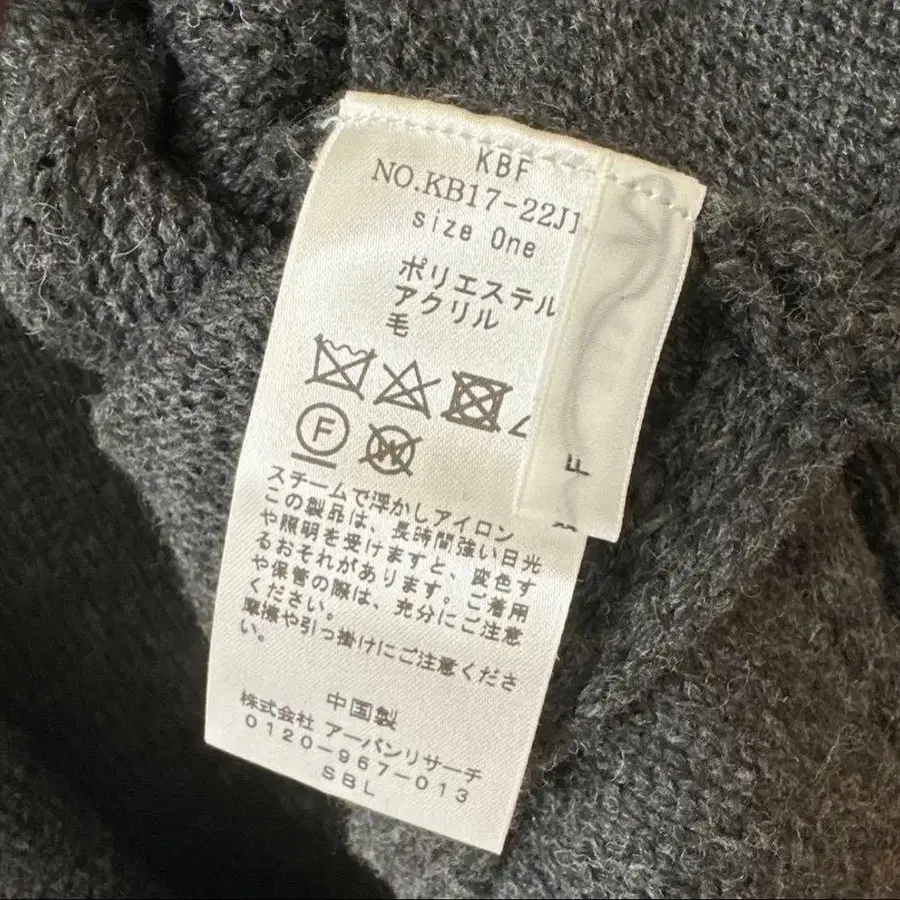 KBF
NO.KB17-22J
size One
ポリエステル
アクリル
毛
F
W
スチームで浮かしアイロン
この製品は、長時間強い日光
や照明を受けますと、変色す
るおそれがあります。ご着用
や保管の際は、充分にご注意
ください。
摩擦や引っ掛けにご注意くださ
い。
中国製
株式会社 アーバンリサーチ
0120-967-013
SBL